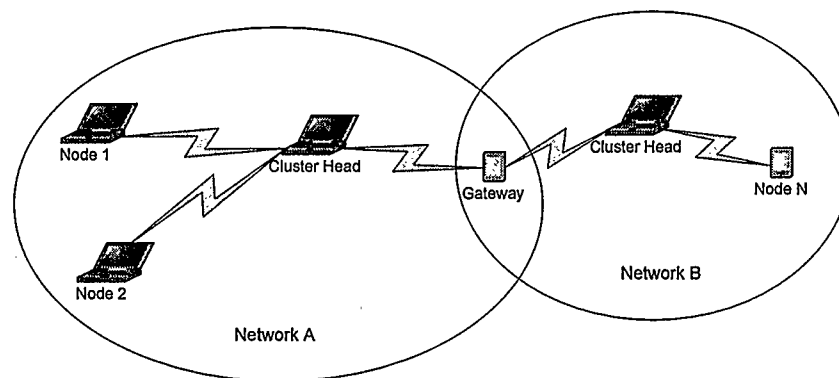 Node 1
Cluster Head
Gateway
Cluster Head
Node N
Node 2
Network A
Network B